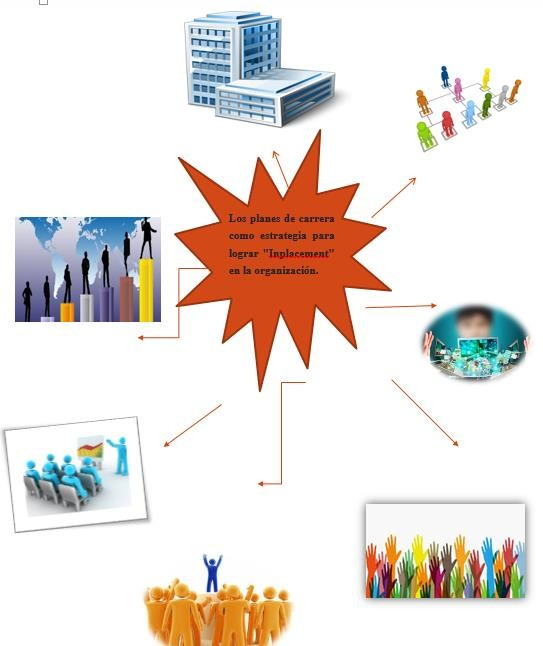 Los planes de carrera
como estrategia para
lograr "Inplacement"
en la organización.